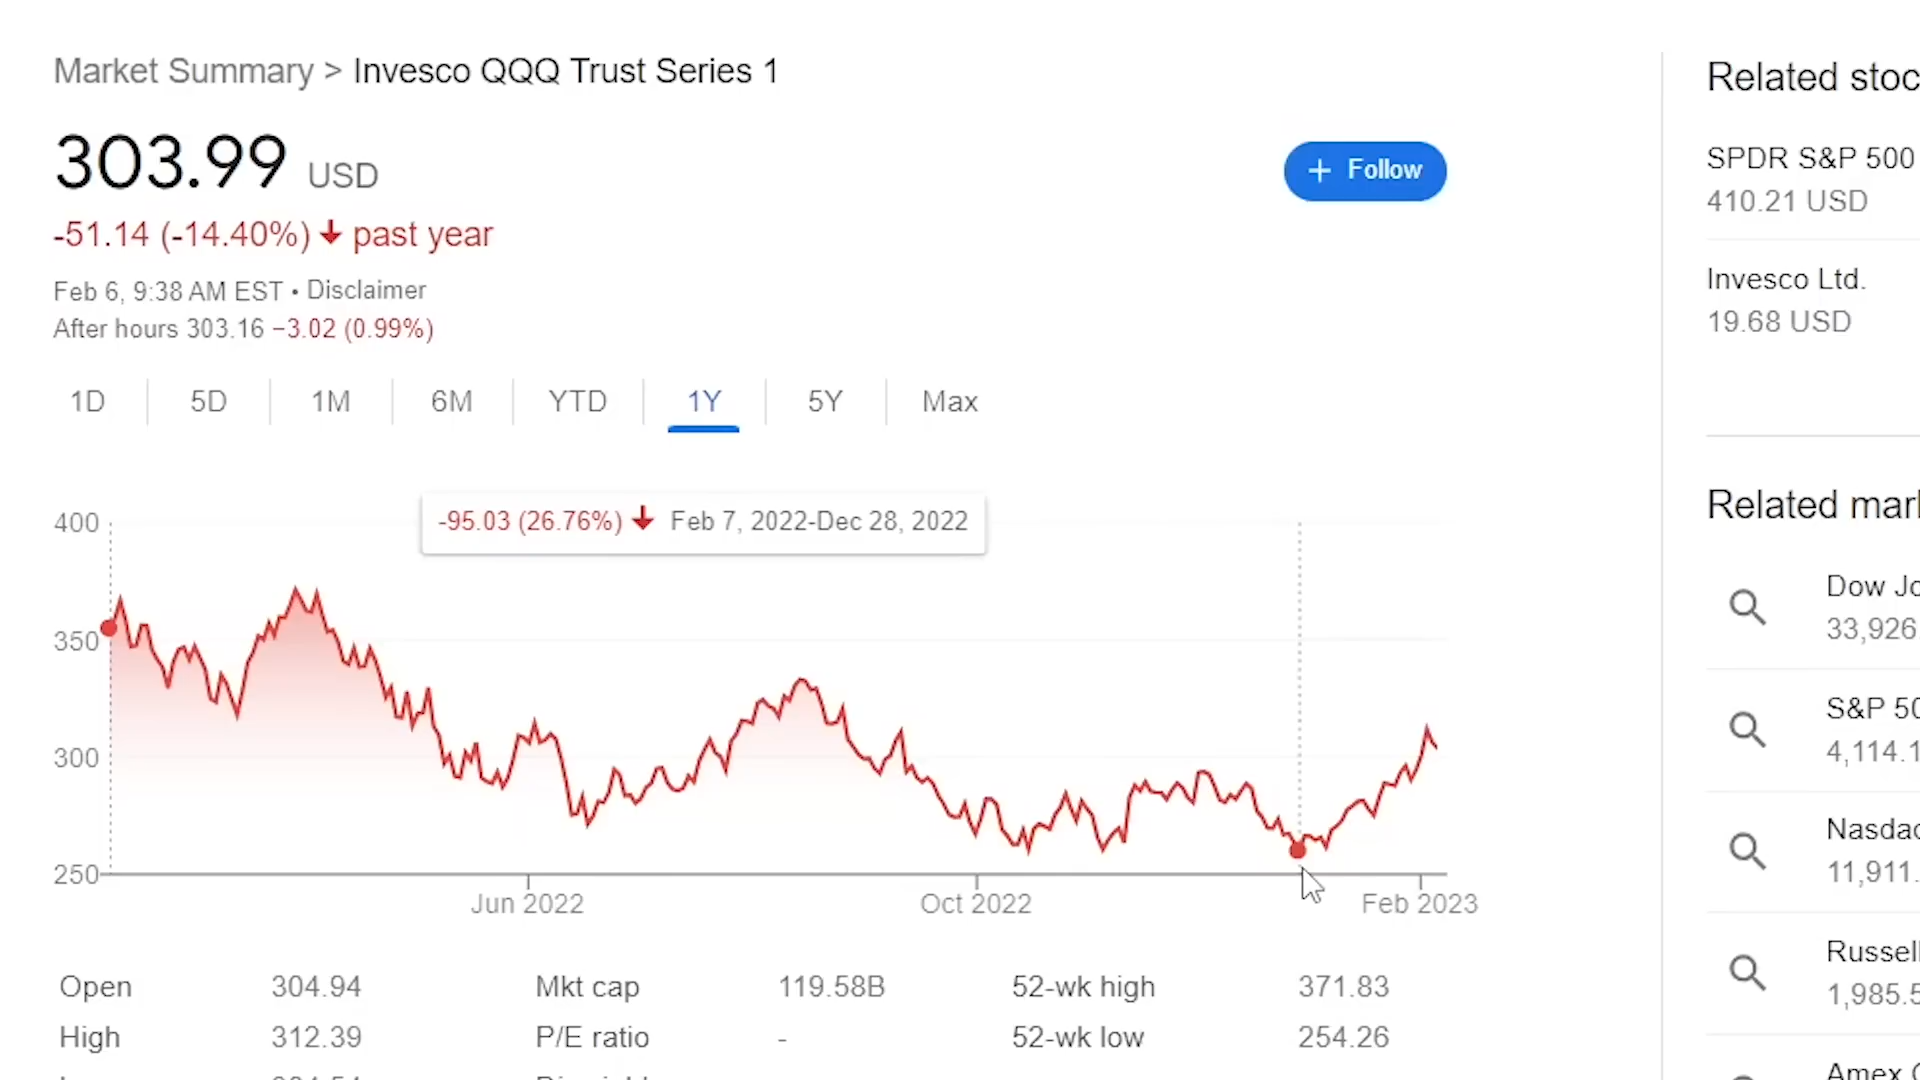 Market Summary > Invesco QQQ Trust Series 1
303.99 USD
+ Follow
-51.14 (-14.40%) past year
Feb 6, 9:38 AM EST • Disclaimer
After hours 303.16 −3.02 (0.99%)
1D 5D 1M 6M YTD 1Y 5Y Max
-95.03 (26.76%) Feb 7, 2022-Dec 28, 2022
400
350
300
250
Jun 2022 Oct 2022 Feb 2023
Open 304.94 Mkt cap 119.58B 52-wk high 371.83
High 312.39 P/E ratio - 52-wk low 254.26
Related stoc
SPDR S&P 500
410.21 USD
Invesco Ltd.
19.68 USD
Related mar
Dow Jo
33,926
S&P 50
4,114.1
Nasdac
11,911.
Russell
1,985.5
Amex